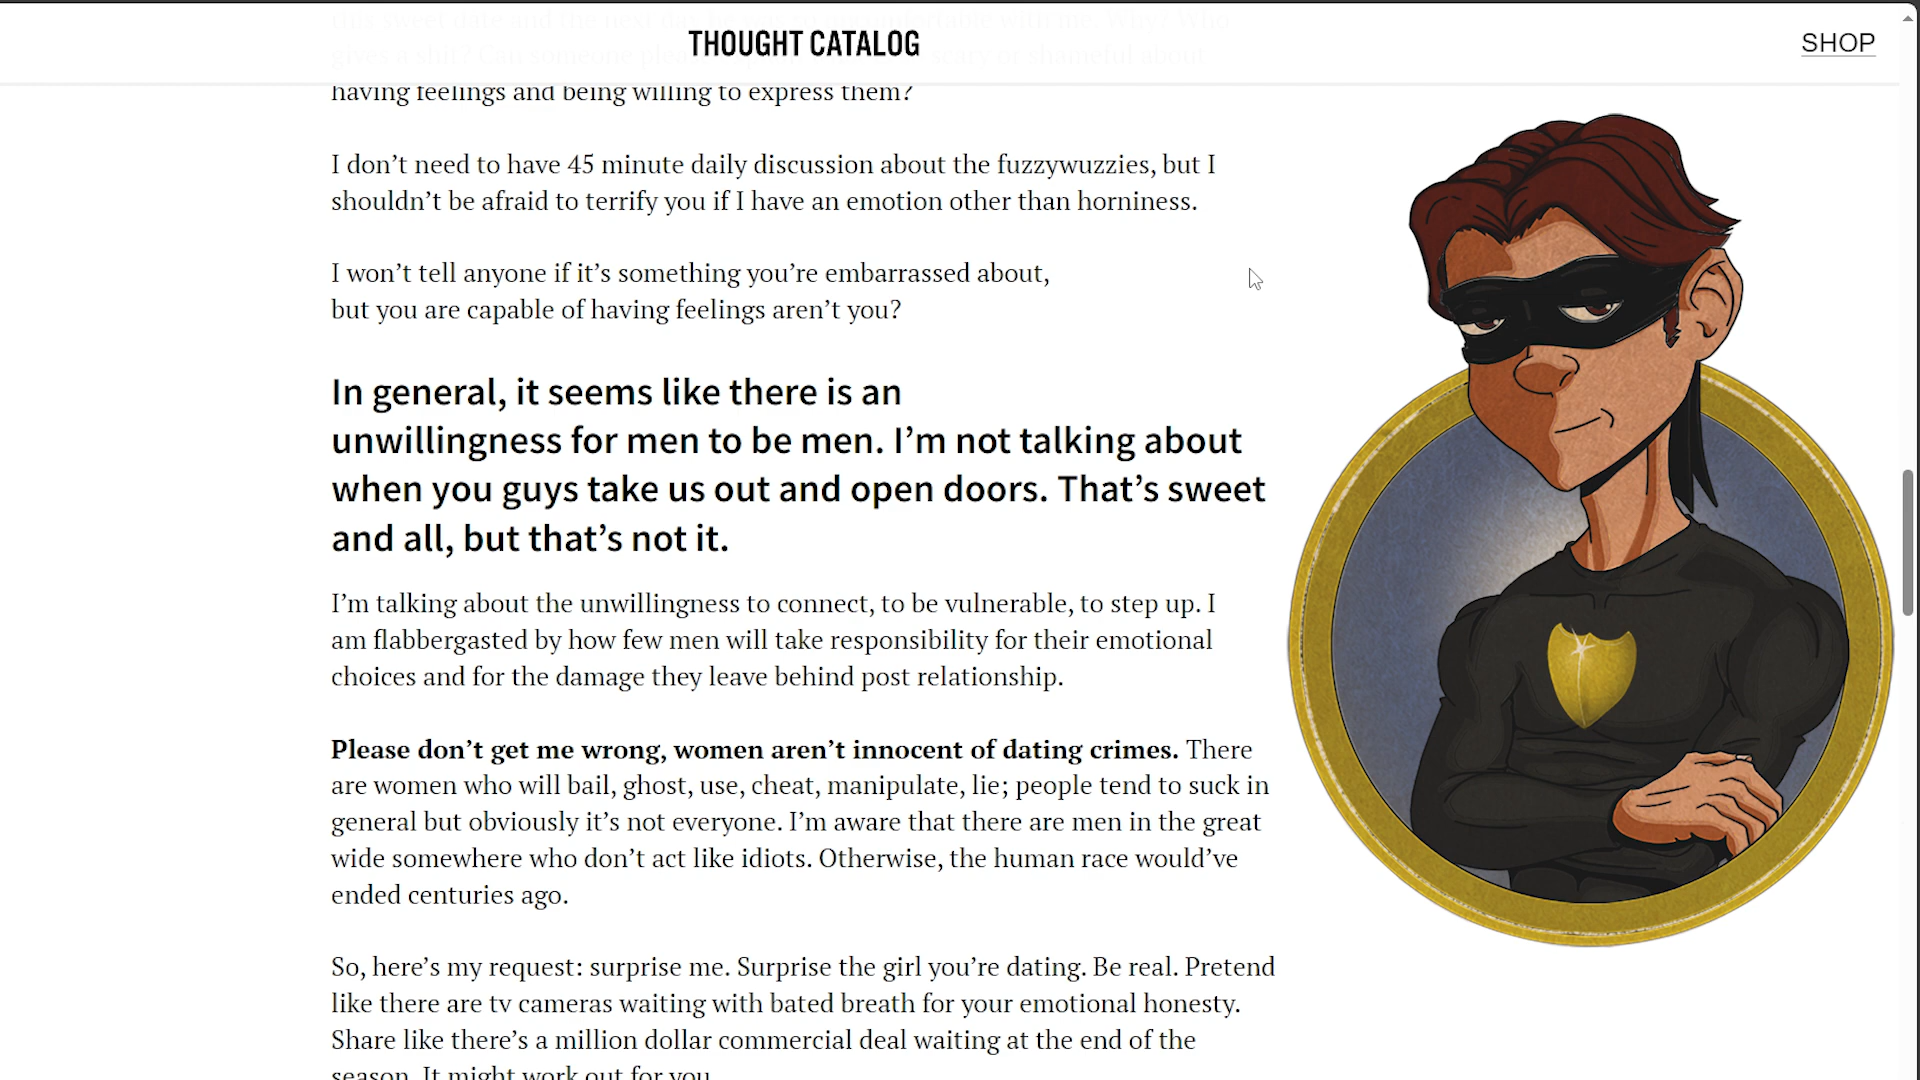 THOUGHT CATALOG
SHOP
having feelings and being willing to express them?
I don’t need to have 45 minute daily discussion about the fuzzywuzzies, but I
shouldn’t be afraid to terrify you if I have an emotion other than horniness.
I won’t tell anyone if it’s something you’re embarrassed about,
but you are capable of having feelings aren’t you?
In general, it seems like there is an
unwillingness for men to be men. I’m not talking about
when you guys take us out and open doors. That’s sweet
and all, but that’s not it.
I’m talking about the unwillingness to connect, to be vulnerable, to step up. I
am flabbergasted by how few men will take responsibility for their emotional
choices and for the damage they leave behind post relationship.
Please don’t get me wrong, women aren’t innocent of dating crimes. There
are women who will bail, ghost, use, cheat, manipulate, lie; people tend to suck in
general but obviously it’s not everyone. I’m aware that there are men in the great
wide somewhere who don’t act like idiots. Otherwise, the human race would’ve
ended centuries ago.
So, here’s my request: surprise me. Surprise the girl you’re dating. Be real. Pretend
like there are tv cameras waiting with bated breath for your emotional honesty.
Share like there’s a million dollar commercial deal waiting at the end of the
season. It might work out for you